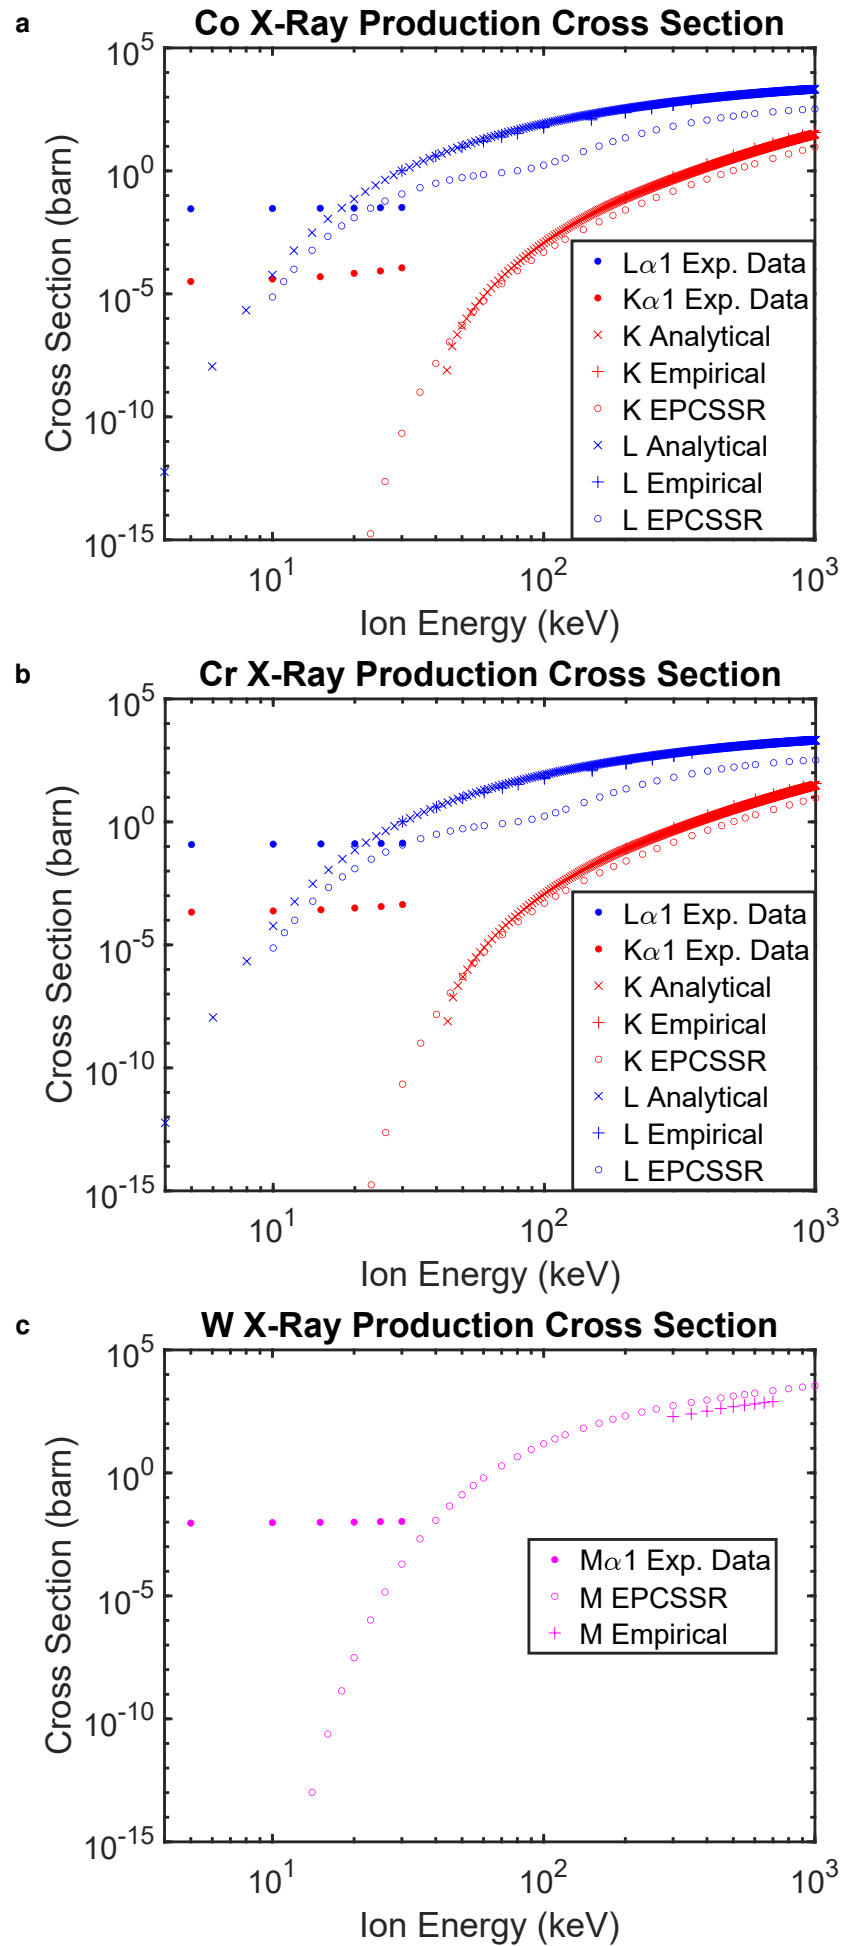 a
Co X-Ray Production Cross Section
10^5
10^0
10^-5
10^-10
10^-15
Cross Section (barn)
Lα1 Exp. Data
Kα1 Exp. Data
K Analytical
K Empirical
K EPCSSR
L Analytical
L Empirical
L EPCSSR
10^1
10^2
10^3
Ion Energy (keV)
b
Cr X-Ray Production Cross Section
10^5
10^0
10^-5
10^-10
10^-15
Cross Section (barn)
Lα1 Exp. Data
Kα1 Exp. Data
K Analytical
K Empirical
K EPCSSR
L Analytical
L Empirical
L EPCSSR
10^1
10^2
10^3
Ion Energy (keV)
c
W X-Ray Production Cross Section
10^5
10^0
10^-5
10^-10
10^-15
Cross Section (barn)
Mα1 Exp. Data
M EPCSSR
M Empirical
10^1
10^2
10^3
Ion Energy (keV)